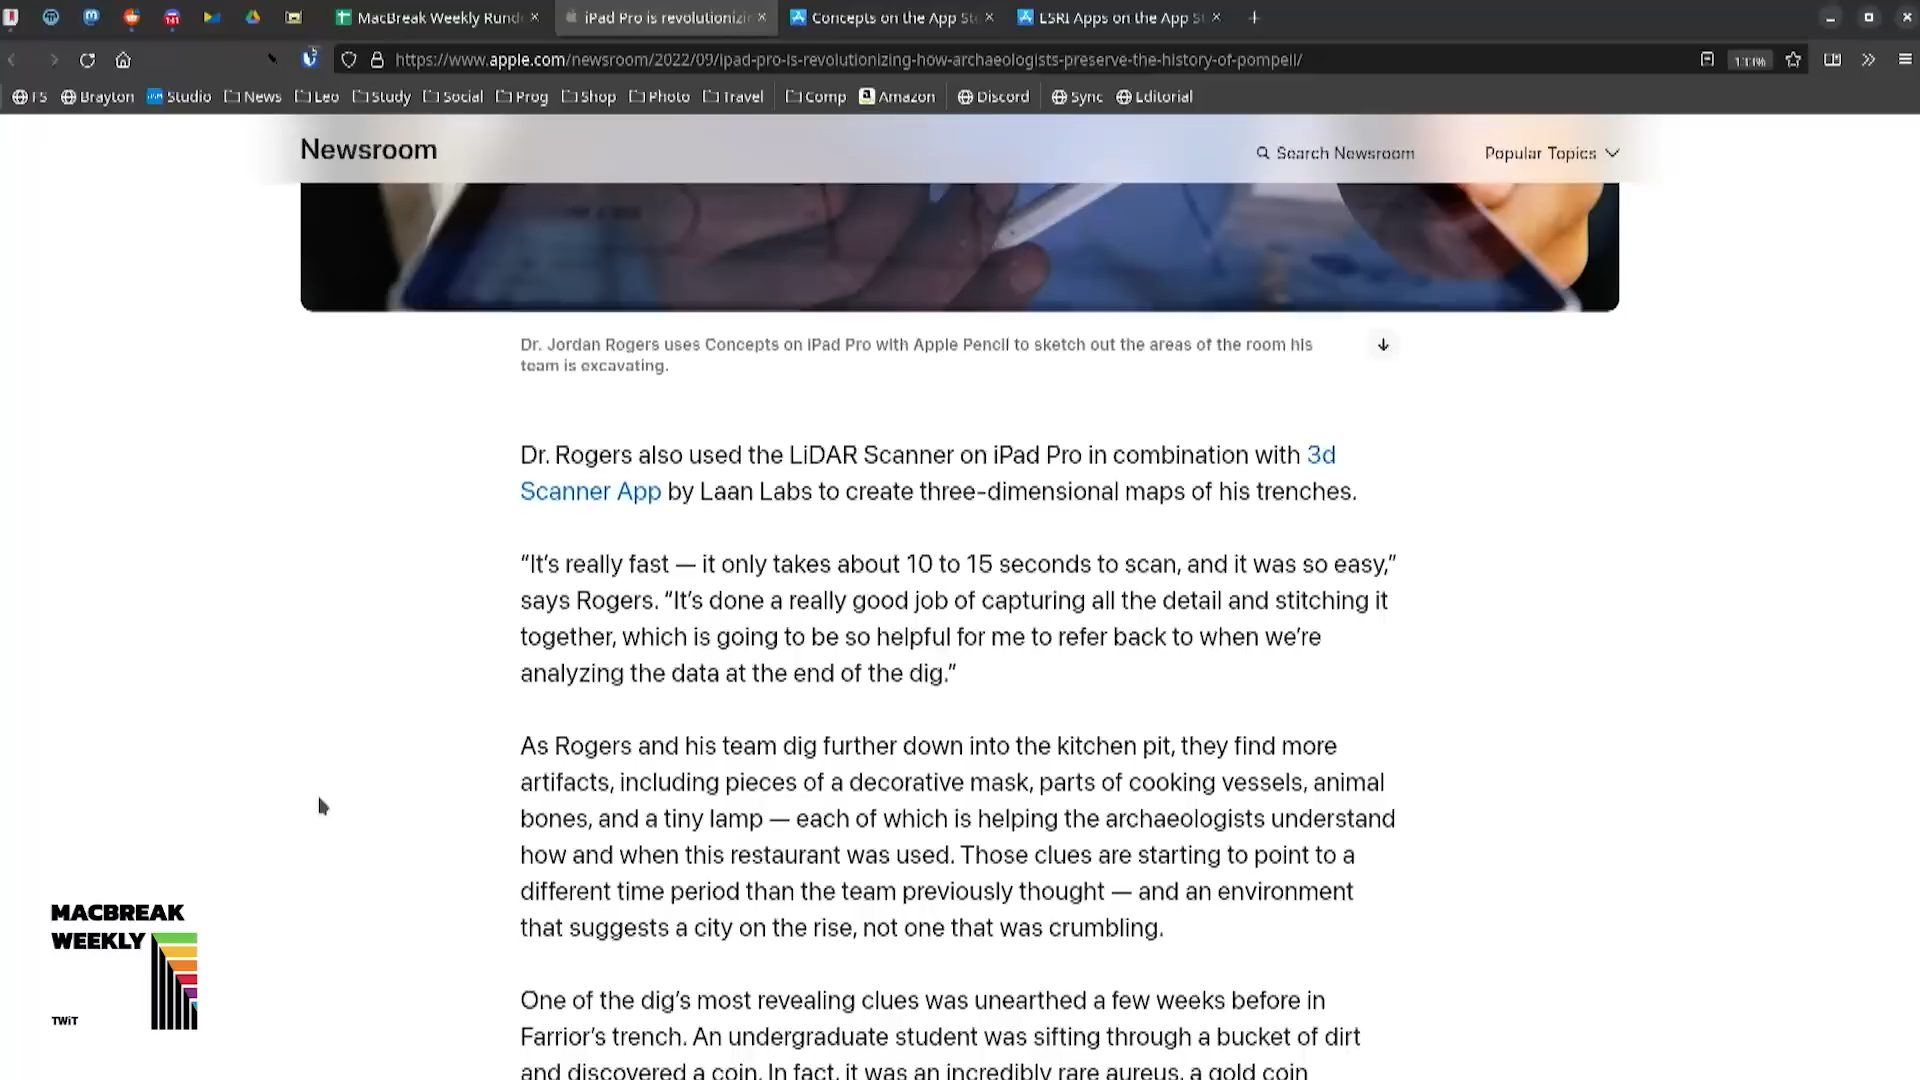 MacBreak Weekly Rund
iPad Pro is revolutionizin
Concepts on the App St
ESRI Apps on the App St
https://www.apple.com/newsroom/2022/09/ipad-pro-is-revolutionizing-how-archaeologists-preserve-the-history-of-pompeii/
Brayton Studio News Leo Study Social Prog Shop Photo Travel Comp Amazon Discord Sync Editorial
Newsroom
Search Newsroom
Popular Topics
Dr. Jordan Rogers uses Concepts on iPad Pro with Apple Pencil to sketch out the areas of the room his
team is excavating.
Dr. Rogers also used the LiDAR Scanner on iPad Pro in combination with 3d
Scanner App by Laan Labs to create three-dimensional maps of his trenches.
“It’s really fast — it only takes about 10 to 15 seconds to scan, and it was so easy,”
says Rogers. “It’s done a really good job of capturing all the detail and stitching it
together, which is going to be so helpful for me to refer back to when we’re
analyzing the data at the end of the dig.”
As Rogers and his team dig further down into the kitchen pit, they find more
artifacts, including pieces of a decorative mask, parts of cooking vessels, animal
bones, and a tiny lamp — each of which is helping the archaeologists understand
how and when this restaurant was used. Those clues are starting to point to a
different time period than the team previously thought — and an environment
that suggests a city on the rise, not one that was crumbling.
One of the dig’s most revealing clues was unearthed a few weeks before in
Farrior’s trench. An undergraduate student was sifting through a bucket of dirt
and discovered a coin. In fact, it was an incredibly rare aureus, a gold coin
MACBREAK
WEEKLY
TWiT